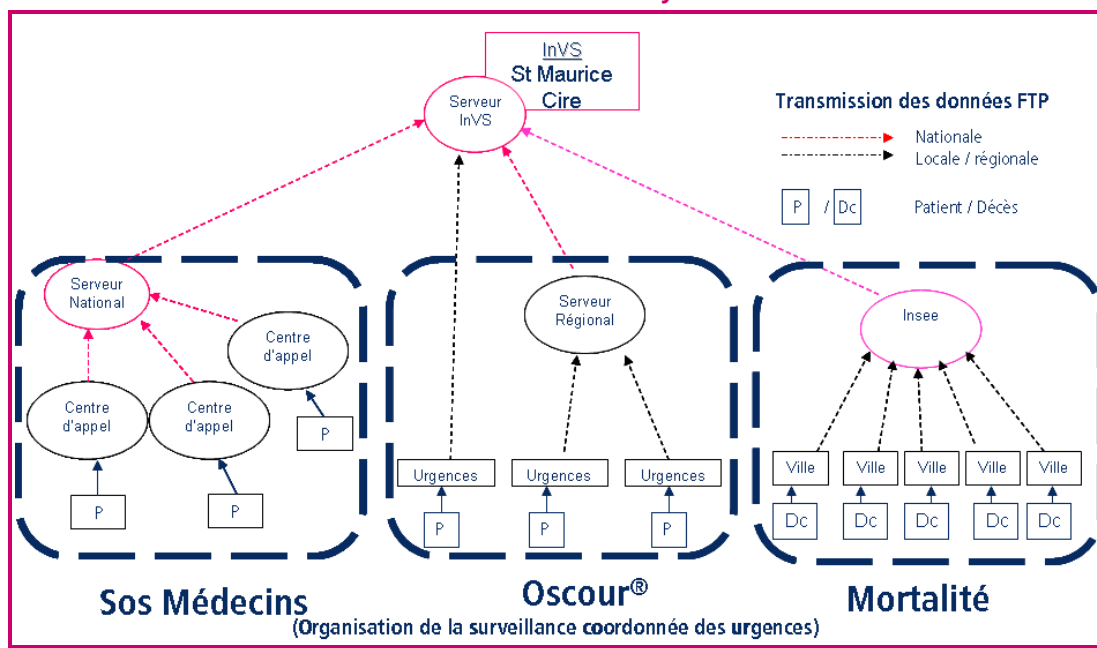 InVS
St Maurice
Cire
Serveur
InVS
Transmission des données FTP
Nationale
Locale / régionale
P / Dc Patient / Décès
Serveur
National
Centre
d'appel
Centre
d'appel
Centre
d'appel
P
P
P
Serveur
Régional
Urgences
Urgences
Urgences
P
P
P
Insee
Ville
Ville
Ville
Ville
Ville
Dc
Dc
Dc
Dc
Dc
Sos Médecins
Oscour®
Mortalité
(Organisation de la surveillance coordonnée des urgences)